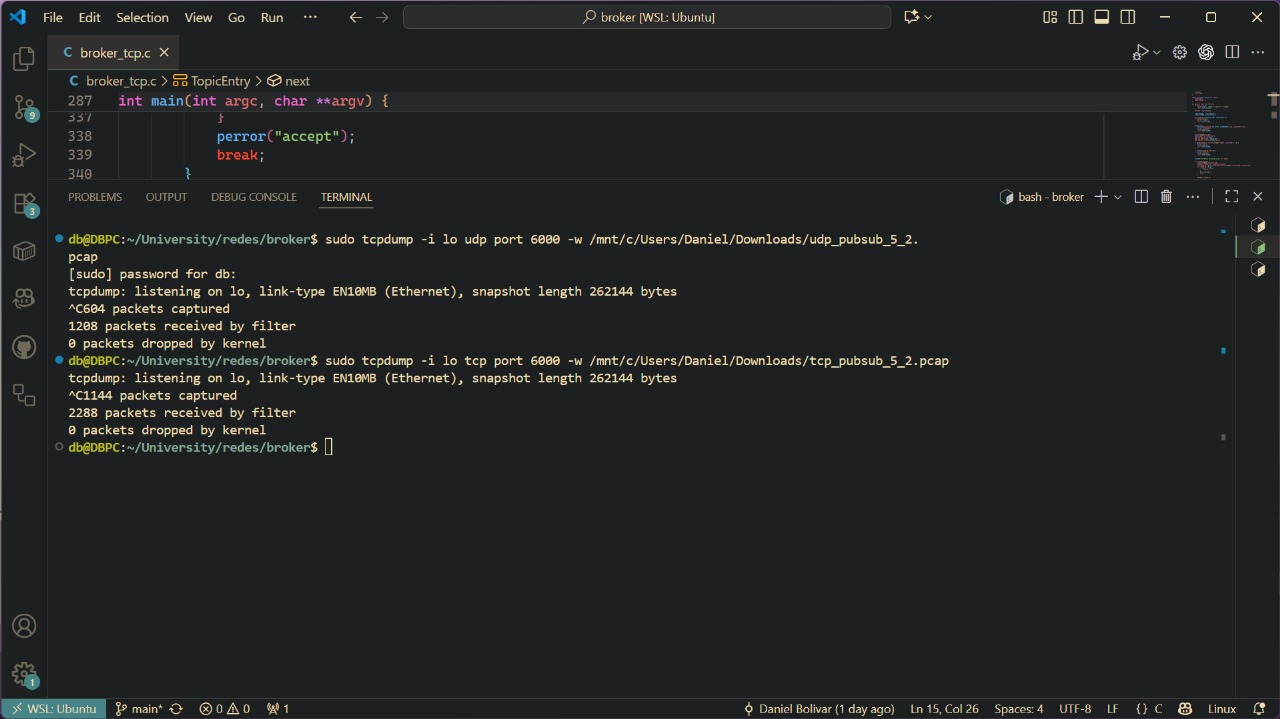 File Edit Selection View Go Run ··· broker [WSL: Ubuntu]
C broker_tcp.c
C broker_tcp.c > TopicEntry > next
287 int main(int argc, char **argv) {
337 }
338 perror("accept");
339 break;
340 }
PROBLEMS OUTPUT DEBUG CONSOLE TERMINAL bash - broker
db@DBPC:~/University/redes/broker$ sudo tcpdump -i lo udp port 6000 -w /mnt/c/Users/Daniel/Downloads/udp_pubsub_5_2.
pcap
[sudo] password for db:
tcpdump: listening on lo, link-type EN10MB (Ethernet), snapshot length 262144 bytes
^C604 packets captured
1208 packets received by filter
0 packets dropped by kernel
db@DBPC:~/University/redes/broker$ sudo tcpdump -i lo tcp port 6000 -w /mnt/c/Users/Daniel/Downloads/tcp_pubsub_5_2.pcap
tcpdump: listening on lo, link-type EN10MB (Ethernet), snapshot length 262144 bytes
^C1144 packets captured
2288 packets received by filter
0 packets dropped by kernel
db@DBPC:~/University/redes/broker$
9
3
1
WSL: Ubuntu main* 0 0 1 Daniel Bolivar (1 day ago) Ln 15, Col 26 Spaces: 4 UTF-8 LF {} C Linux